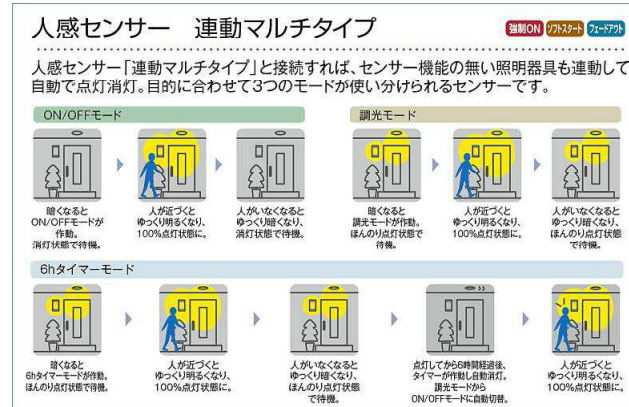 人感センサー 連動マルチタイプ
強制ON ソフトスタート フェードアウト
人感センサー「連動マルチタイプ」と接続すれば、センサー機能の無い照明器具も連動して
自動で点灯消灯。目的に合わせて3つのモードが使い分けられるセンサーです。
ON/OFFモード
暗くなると
ON/OFFモードが
作動。
消灯状態で待機。
人が近づくと
ゆっくり明るくなり、
100%点灯状態に。
人がいなくなると
ゆっくり暗くなり、
消灯状態で待機。
調光モード
暗くなると
調光モードが作動。
ほんのり点灯状態で
待機。
人が近づくと
ゆっくり明るくなり、
100%点灯状態に。
人がいなくなると
ゆっくり暗くなり、
ほんのり点灯状態
で待機。
6hタイマーモード
暗くなると
6hタイマーモードが作動。
ほんのり点灯状態で待機。
人が近づくと
ゆっくり明るくなり、
100%点灯状態に。
人がいなくなると
ゆっくり暗くなり、
ほんのり点灯状態
で待機。
点灯してから6時間経過後、
タイマーが作動し自動消灯。
調光モードから
ON/OFFモードに自動切替。
人が近づくと
ゆっくり明るくなり、
100%点灯状態に。